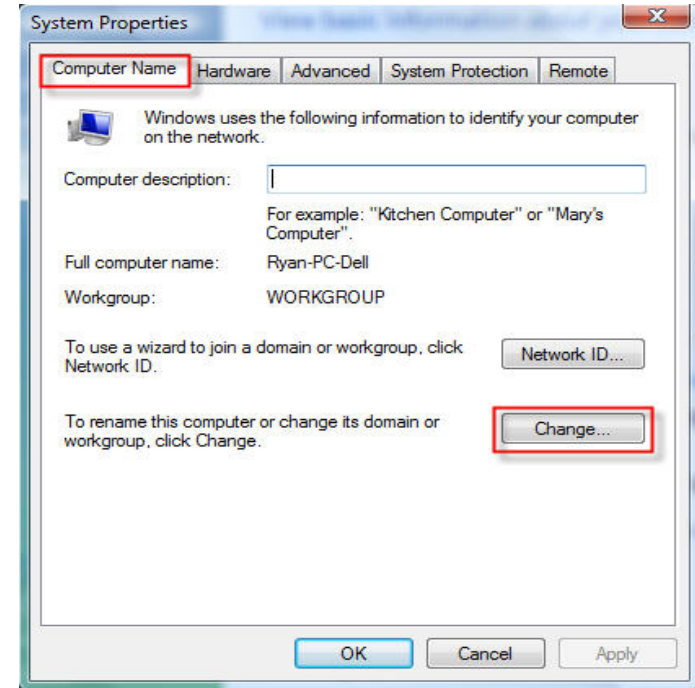 System Properties
Computer Name Hardware Advanced System Protection Remote
Windows uses the following information to identify your computer
on the network.
Computer description:
For example: "Kitchen Computer" or "Mary's
Computer".
Full computer name: Ryan-PC-Dell
Workgroup: WORKGROUP
To use a wizard to join a domain or workgroup, click
Network ID.
Network ID...
To rename this computer or change its domain or
workgroup, click Change.
Change...
OK Cancel Apply